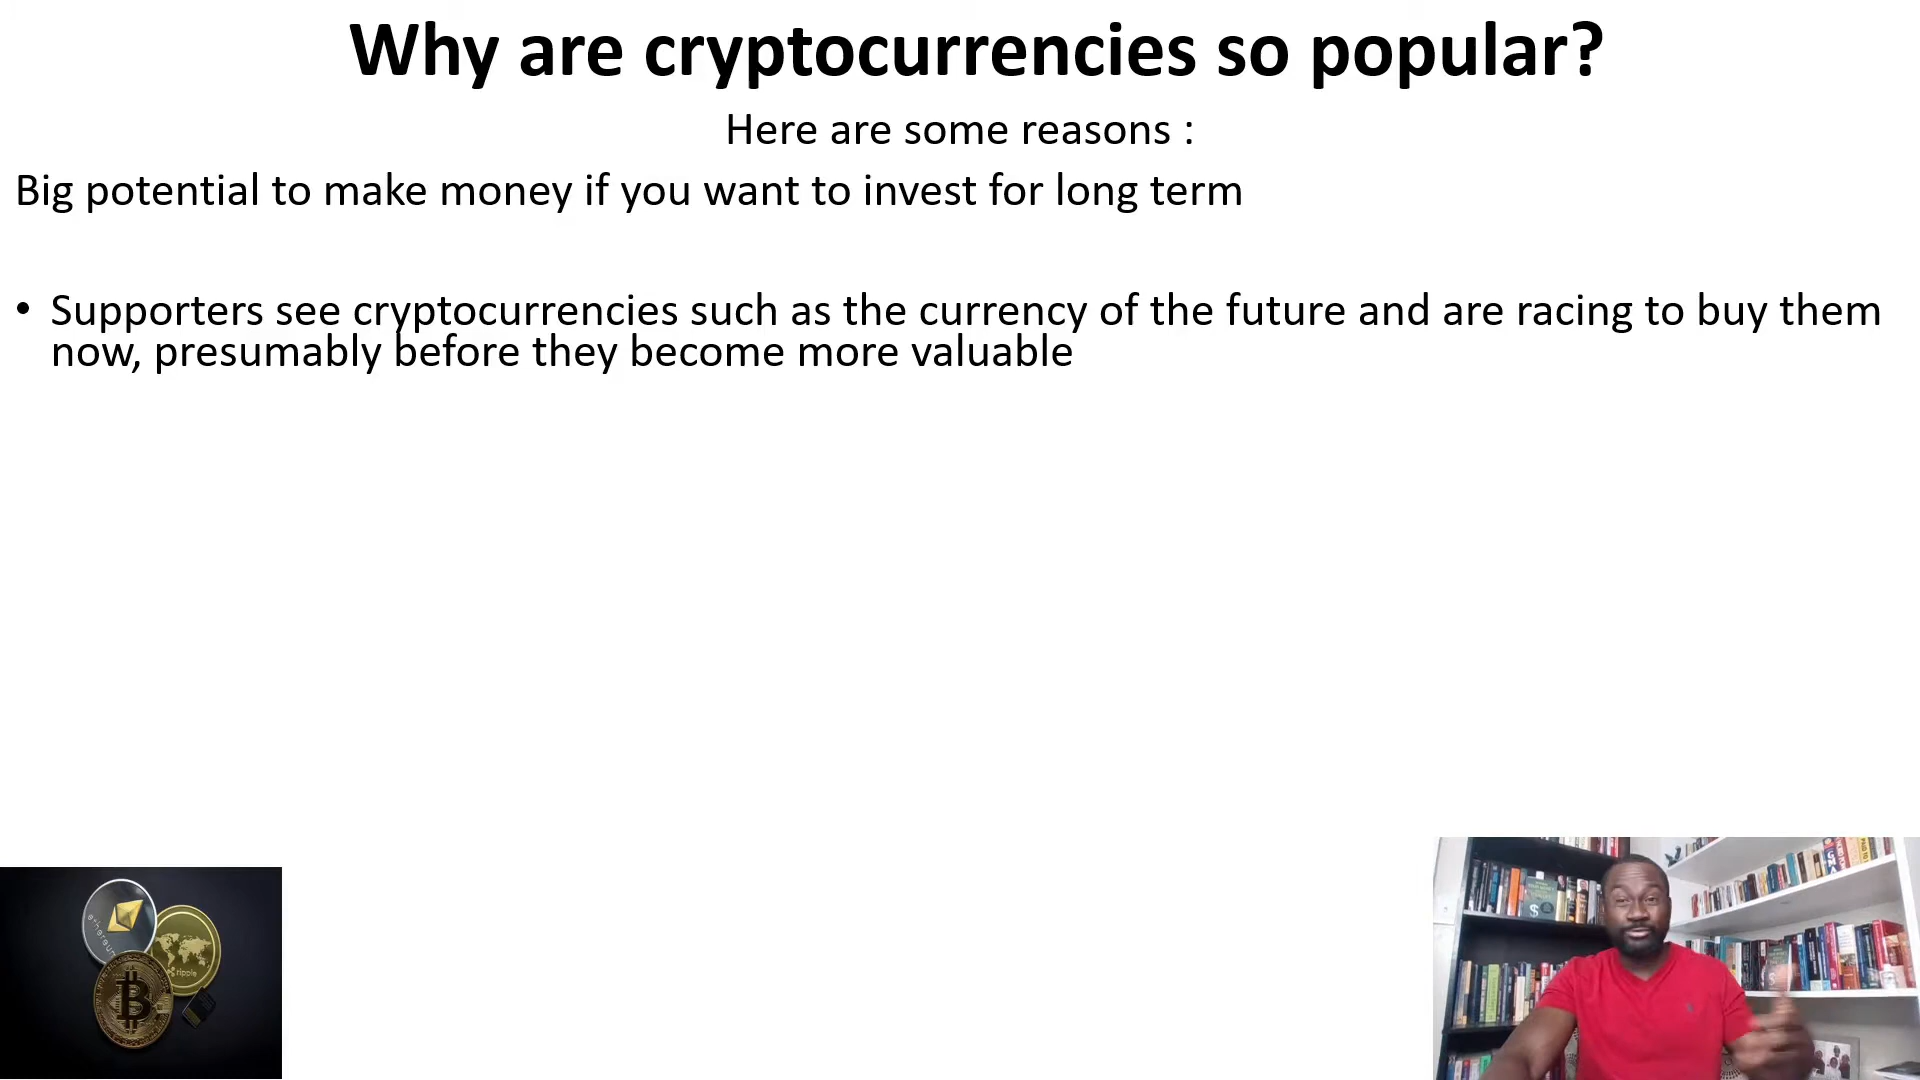 Why are cryptocurrencies so popular?
Here are some reasons :
Big potential to make money if you want to invest for long term
• Supporters see cryptocurrencies such as the currency of the future and are racing to buy them
now, presumably before they become more valuable
ethereum
ripple